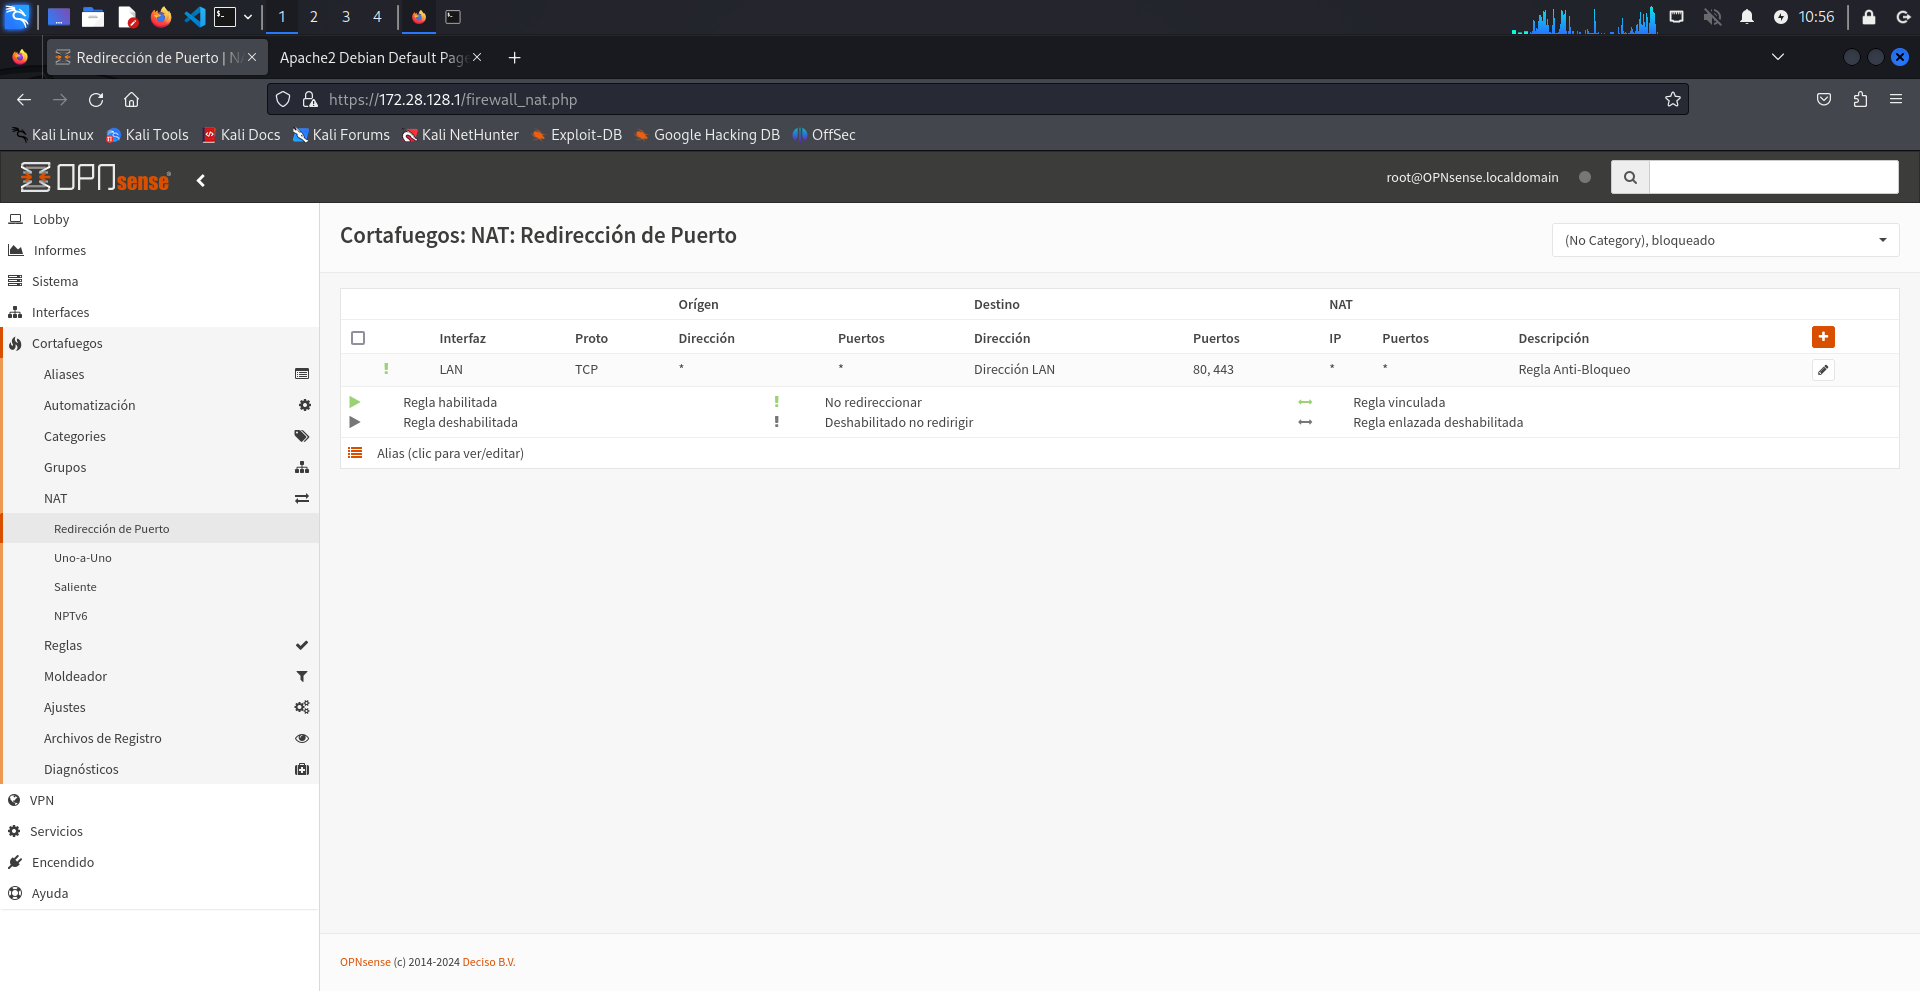 1 2 3 4
10:56
Redirección de Puerto | N
Apache2 Debian Default Pag
https://172.28.128.1/firewall_nat.php
Kali Linux Kali Tools Kali Docs Kali Forums Kali NetHunter Exploit-DB Google Hacking DB OffSec
OPNsense
root@OPNsense.localdomain
Lobby
Informes
Sistema
Interfaces
Cortafuegos
Aliases
Automatización
Categories
Grupos
NAT
Redirección de Puerto
Uno-a-Uno
Saliente
NPTv6
Reglas
Moldeador
Ajustes
Archivos de Registro
Diagnósticos
VPN
Servicios
Encendido
Ayuda
Cortafuegos: NAT: Redirección de Puerto
(No Category), bloqueado
Orígen Destino NAT
Interfaz Proto Dirección Puertos Dirección Puertos IP Puertos Descripción
! LAN TCP * * Dirección LAN 80, 443 * * Regla Anti-Bloqueo
Regla habilitada ! No redireccionar Regla vinculada
Regla deshabilitada ! Deshabilitado no redirigir Regla enlazada deshabilitada
Alias (clic para ver/editar)
OPNsense (c) 2014-2024 Deciso B.V.